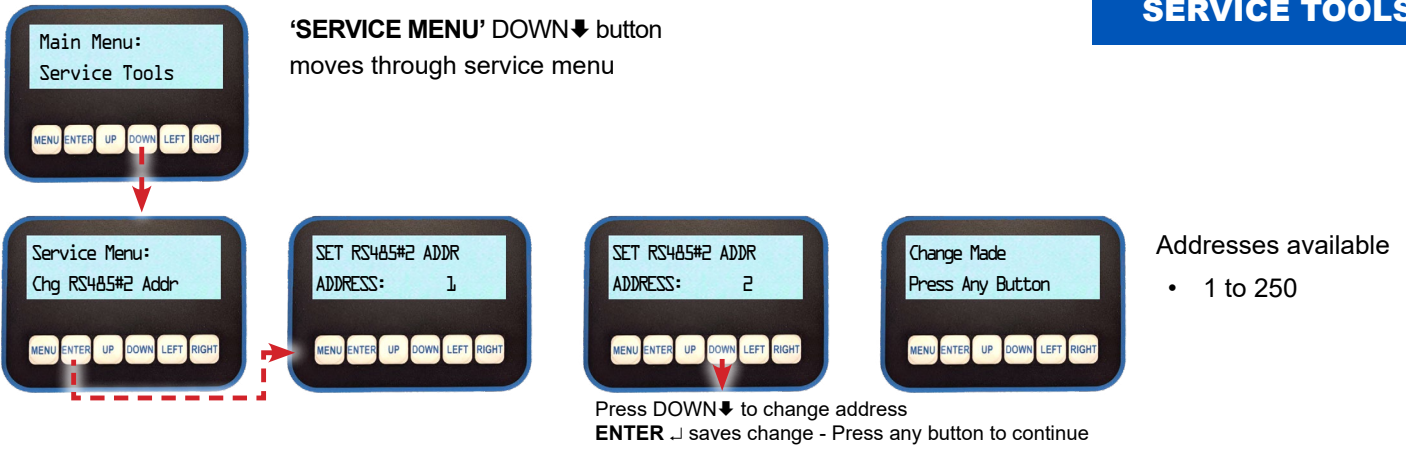 SERVICE TOOLS
Main Menu:
Service Tools
MENU ENTER UP DOWN LEFT RIGHT
‘SERVICE MENU’ DOWN⬇ button
moves through service menu
Service Menu:
Chg RS485#2 Addr
MENU ENTER UP DOWN LEFT RIGHT
SET RS485#2 ADDR
ADDRESS: 1
MENU ENTER UP DOWN LEFT RIGHT
SET RS485#2 ADDR
ADDRESS: 2
MENU ENTER UP DOWN LEFT RIGHT
Press DOWN⬇ to change address
ENTER ↵ saves change - Press any button to continue
Change Made
Press Any Button
MENU ENTER UP DOWN LEFT RIGHT
Addresses available
• 1 to 250